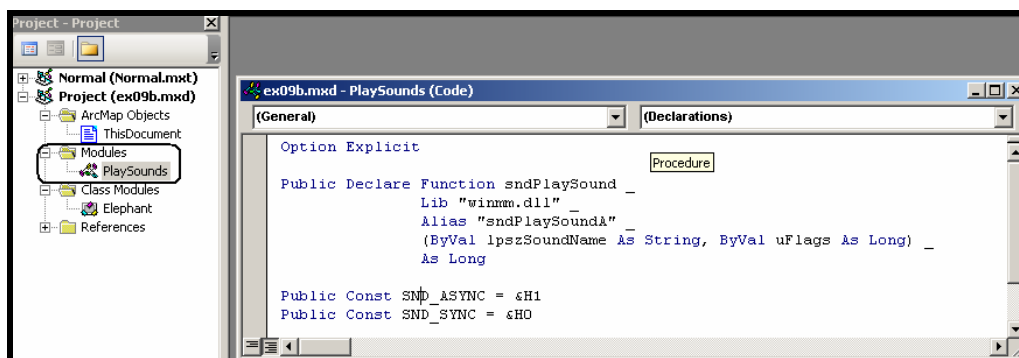 Project - Project
Normal (Normal.mxt)
Project (ex09b.mxd)
ArcMap Objects
ThisDocument
Modules
PlaySounds
Class Modules
Elephant
References
ex09b.mxd - PlaySounds (Code)
(General) (Declarations)
Option Explicit
Procedure
Public Declare Function sndPlaySound _
Lib "winmm.dll" _
Alias "sndPlaySoundA" _
(ByVal lpszSoundName As String, ByVal uFlags As Long) _
As Long
Public Const SND_ASYNC = &H1
Public Const SND_SYNC = &H0